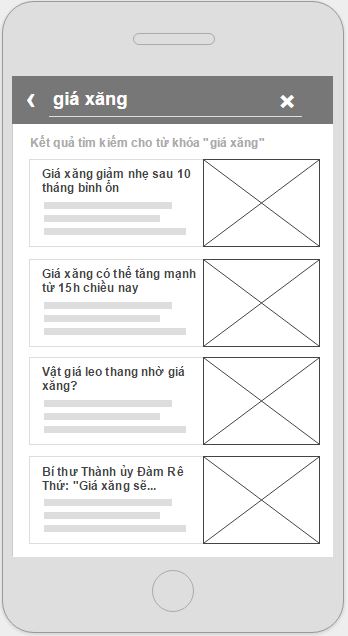 giá xăng
Kết quả tìm kiếm cho từ khóa "giá xăng"
Giá xăng giảm nhẹ sau 10
tháng bình ổn
Giá xăng có thể tăng mạnh
từ 15h chiều nay
Vật giá leo thang nhờ giá
xăng?
Bí thư Thành ủy Đàm Rê
Thứ: "Giá xăng sẽ...